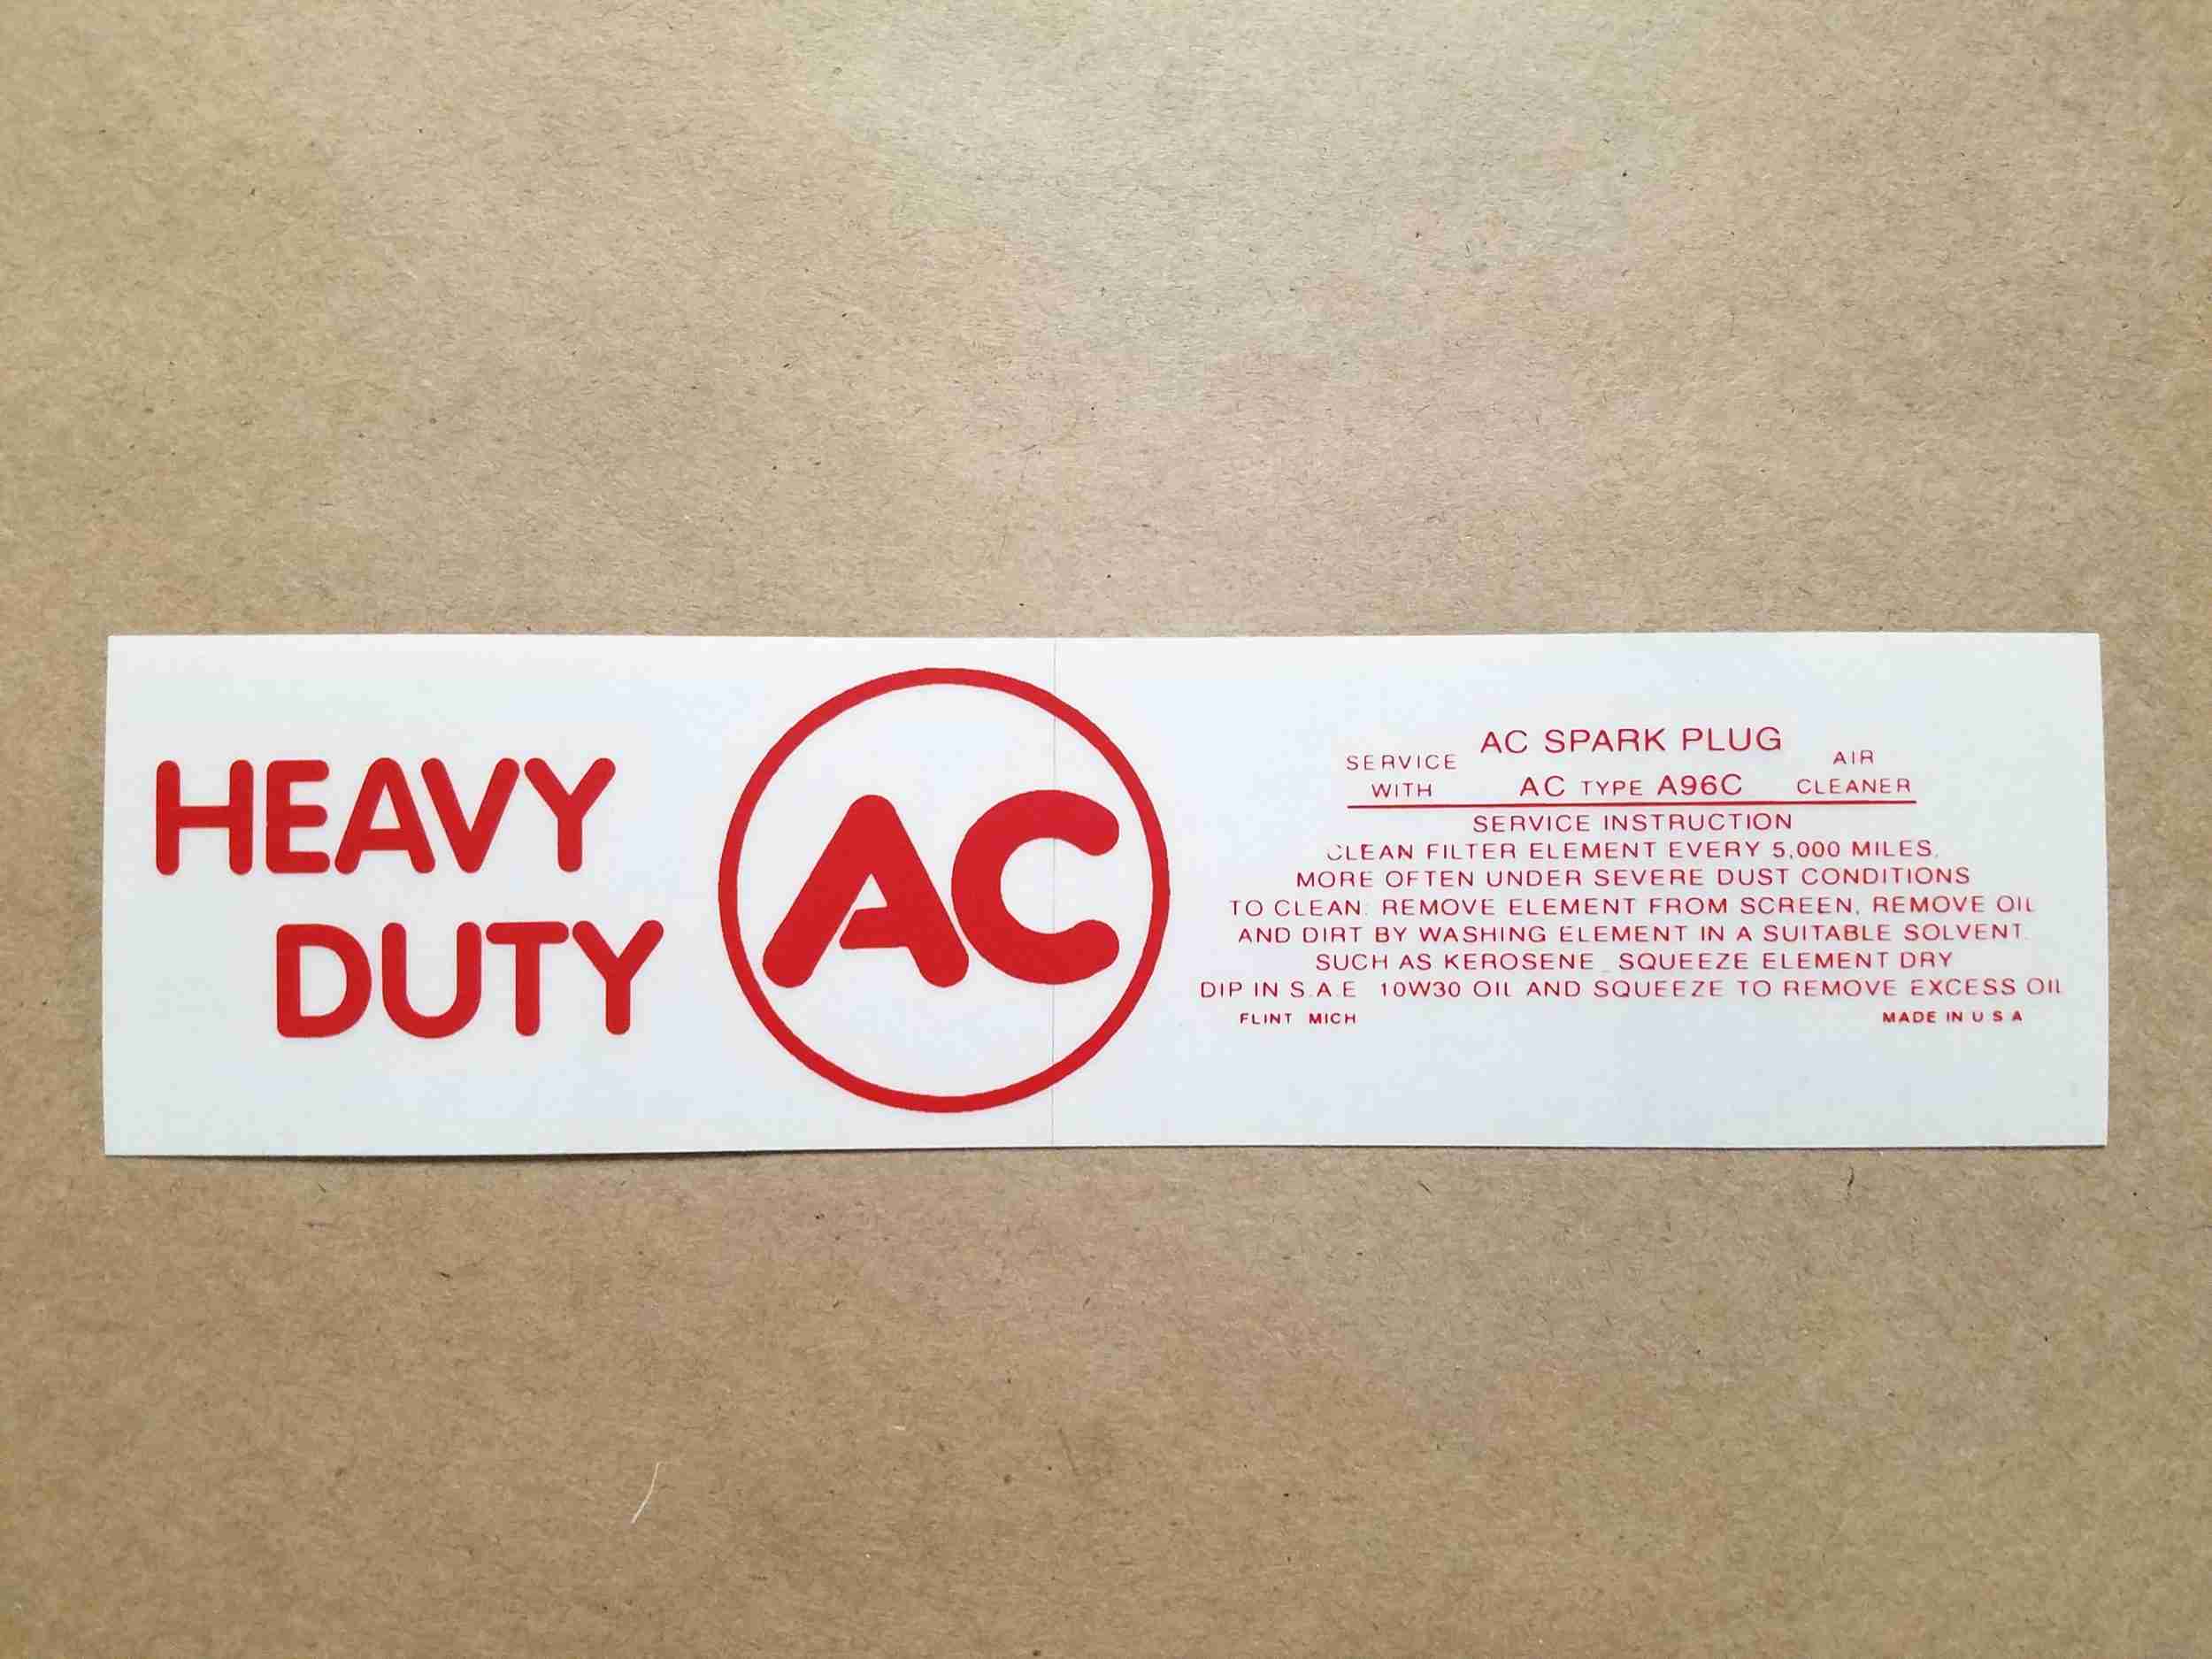 HEAVY
DUTY
AC
AC SPARK PLUG
SERVICE WITH AC TYPE A96C AIR CLEANER
SERVICE INSTRUCTION
CLEAN FILTER ELEMENT EVERY 5,000 MILES,
MORE OFTEN UNDER SEVERE DUST CONDITIONS
TO CLEAN: REMOVE ELEMENT FROM SCREEN, REMOVE OIL
AND DIRT BY WASHING ELEMENT IN A SUITABLE SOLVENT
SUCH AS KEROSENE SQUEEZE ELEMENT DRY
DIP IN S.A.E 10W30 OIL AND SQUEEZE TO REMOVE EXCESS OIL
FLINT MICH MADE IN U S A